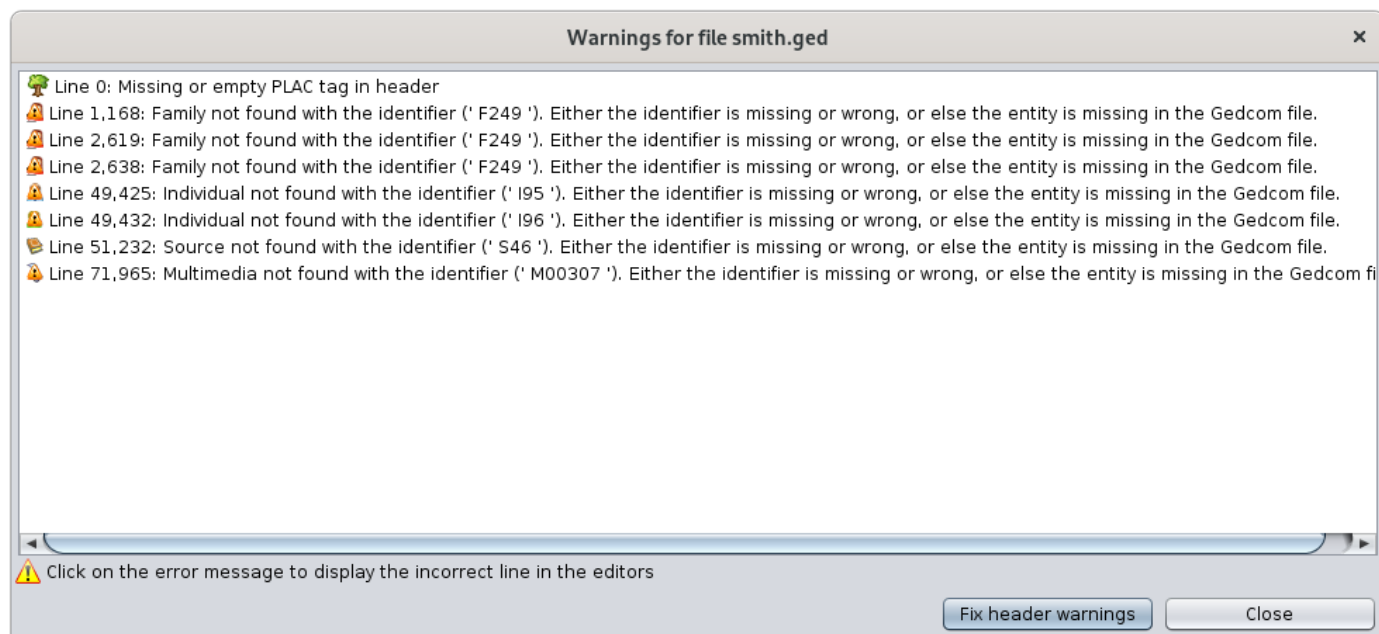 Warnings for file smith.ged
Line 0: Missing or empty PLAC tag in header
Line 1,168: Family not found with the identifier (' F249 '). Either the identifier is missing or wrong, or else the entity is missing in the Gedcom file.
Line 2,619: Family not found with the identifier (' F249 '). Either the identifier is missing or wrong, or else the entity is missing in the Gedcom file.
Line 2,638: Family not found with the identifier (' F249 '). Either the identifier is missing or wrong, or else the entity is missing in the Gedcom file.
Line 49,425: Individual not found with the identifier (' I95 '). Either the identifier is missing or wrong, or else the entity is missing in the Gedcom file.
Line 49,432: Individual not found with the identifier (' I96 '). Either the identifier is missing or wrong, or else the entity is missing in the Gedcom file.
Line 51,232: Source not found with the identifier (' S46 '). Either the identifier is missing or wrong, or else the entity is missing in the Gedcom file.
Line 71,965: Multimedia not found with the identifier (' M00307 '). Either the identifier is missing or wrong, or else the entity is missing in the Gedcom fi
Click on the error message to display the incorrect line in the editors
Fix header warnings Close